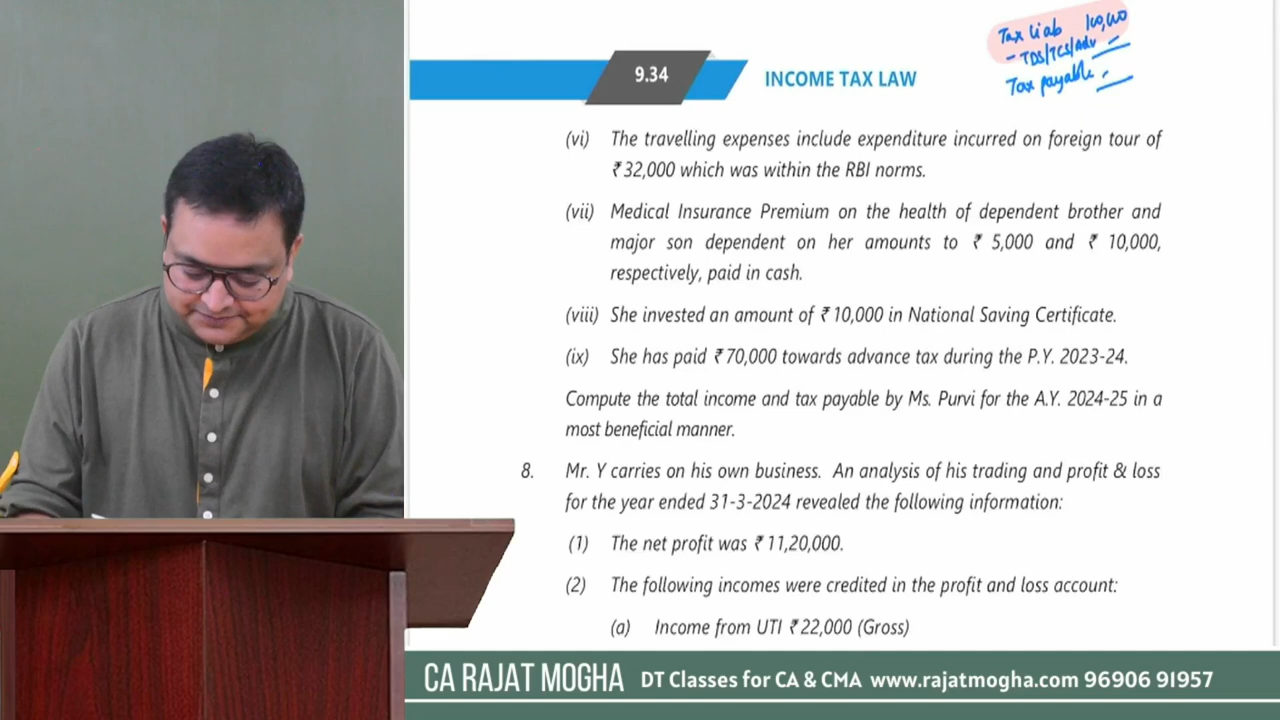 Tax Liab 100,000
- TDS/TCS/Adv
Tax payable
9.34
INCOME TAX LAW
(vi) The travelling expenses include expenditure incurred on foreign tour of
₹ 32,000 which was within the RBI norms.
(vii) Medical Insurance Premium on the health of dependent brother and
major son dependent on her amounts to ₹ 5,000 and ₹ 10,000,
respectively, paid in cash.
(viii) She invested an amount of ₹ 10,000 in National Saving Certificate.
(ix) She has paid ₹ 70,000 towards advance tax during the P.Y. 2023-24.
Compute the total income and tax payable by Ms. Purvi for the A.Y. 2024-25 in a
most beneficial manner.
8. Mr. Y carries on his own business. An analysis of his trading and profit & loss
for the year ended 31-3-2024 revealed the following information:
(1) The net profit was ₹ 11,20,000.
(2) The following incomes were credited in the profit and loss account:
(a) Income from UTI ₹ 22,000 (Gross)
CA RAJAT MOGHA DT Classes for CA & CMA www.rajatmogha.com 96906 91957